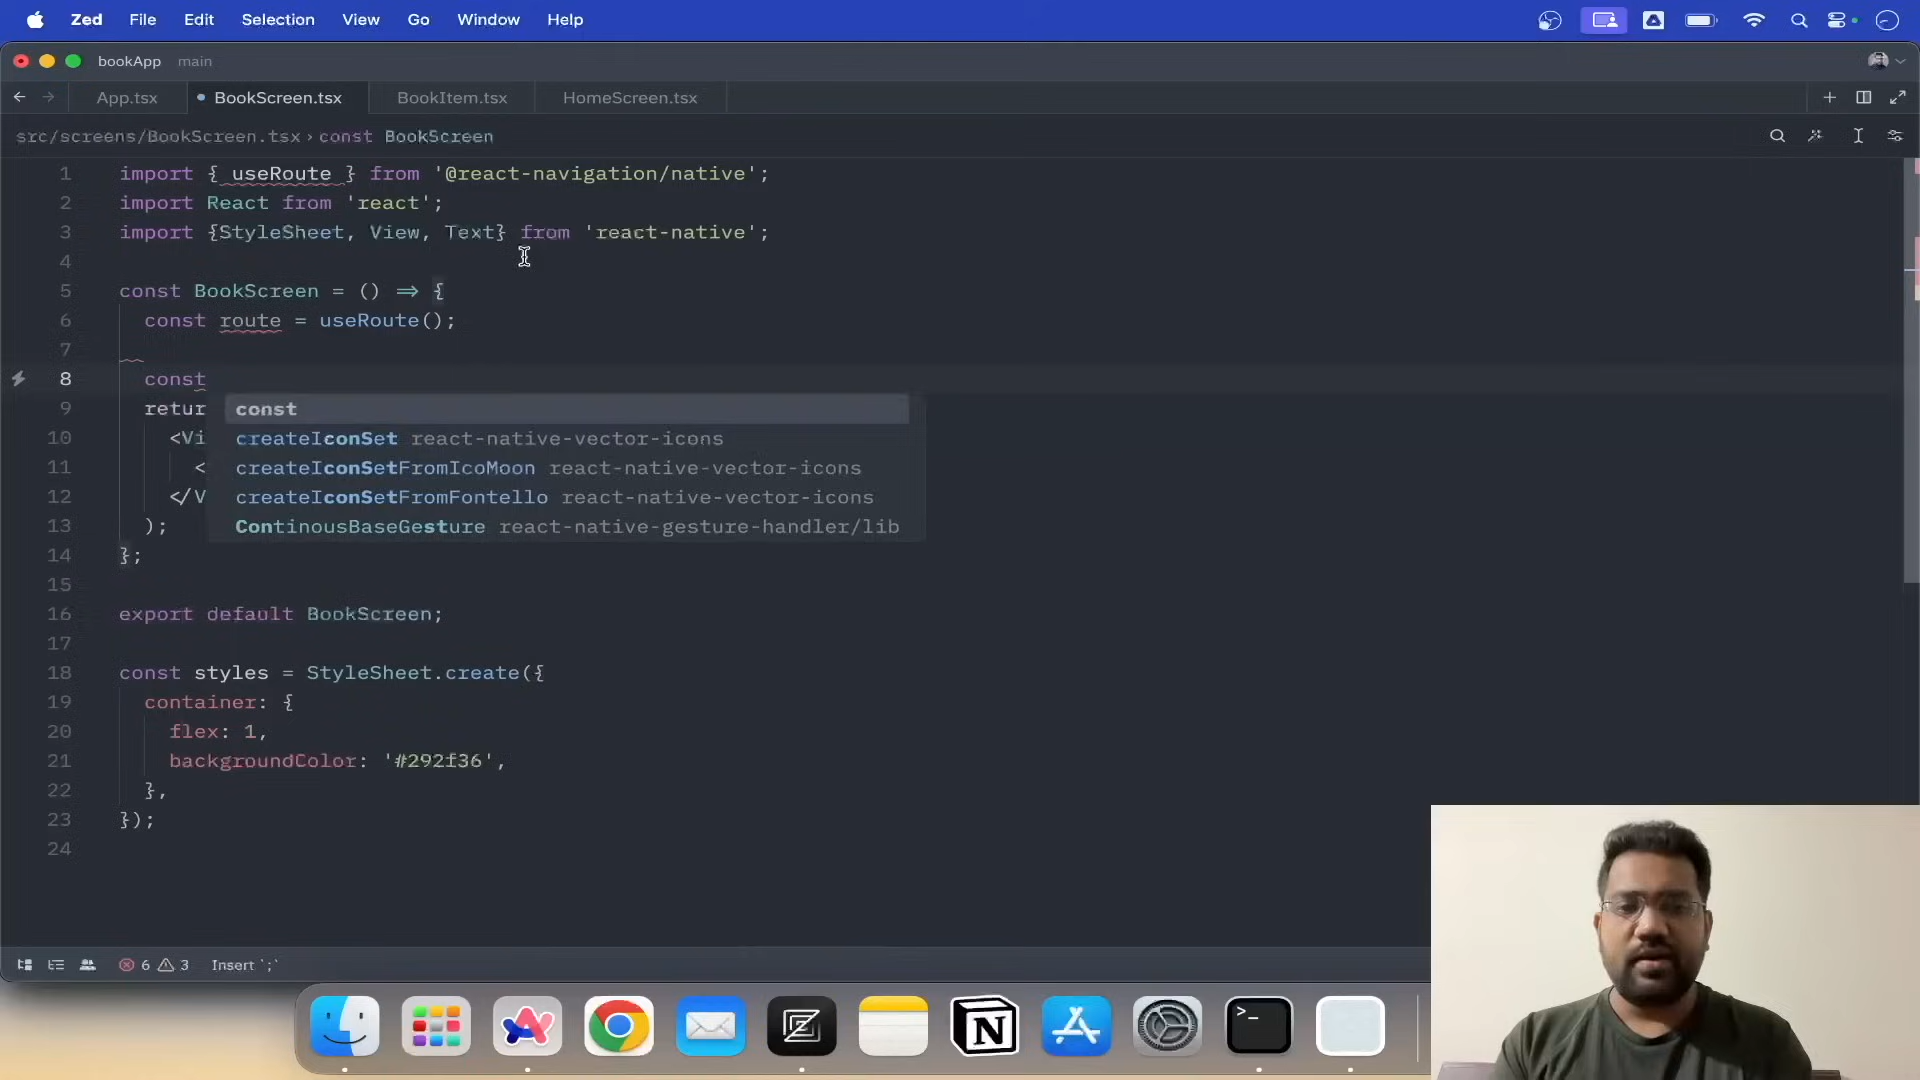 Zed File Edit Selection View Go Window Help
bookApp main
App.tsx BookScreen.tsx BookItem.tsx HomeScreen.tsx
src/screens/BookScreen.tsx › const BookScreen
1 import { useRoute } from '@react-navigation/native';
2 import React from 'react';
3 import {StyleSheet, View, Text} from 'react-native';
4
5 const BookScreen = () => {
6 const route = useRoute();
7
8 const
9 retur const
10 <Vi createIconSet react-native-vector-icons
11 < createIconSetFromIcoMoon react-native-vector-icons
12 </V createIconSetFromFontello react-native-vector-icons
13 ); ContinousBaseGesture react-native-gesture-handler/lib
14 };
15
16 export default BookScreen;
17
18 const styles = StyleSheet.create({
19 container: {
20 flex: 1,
21 backgroundColor: '#292f36',
22 },
23 });
24
6 3 Insert `;`